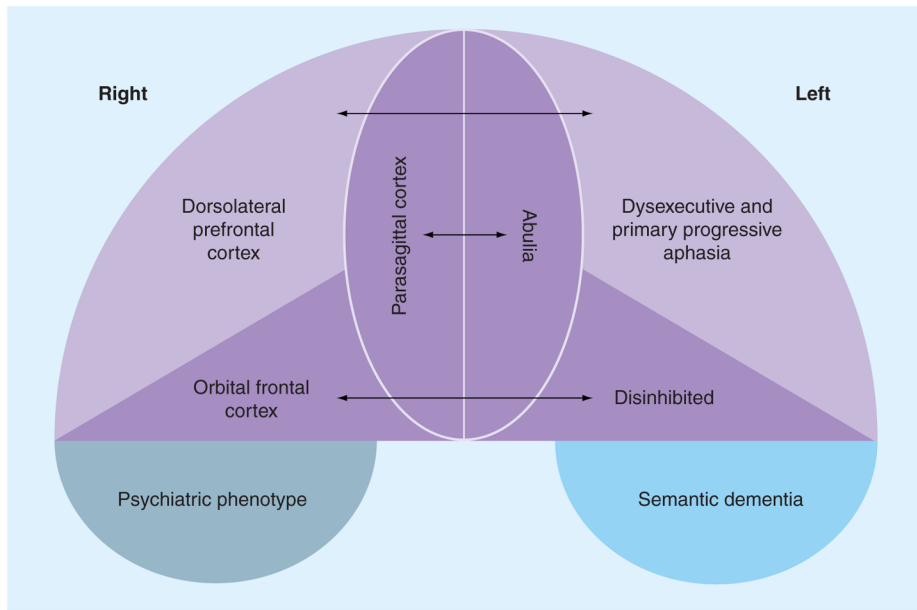 Right
Left
Dorsolateral
prefrontal
cortex
Parasagittal cortex
Abulia
Dysexecutive and
primary progressive
aphasia
Orbital frontal
cortex
Disinhibited
Psychiatric phenotype
Semantic dementia